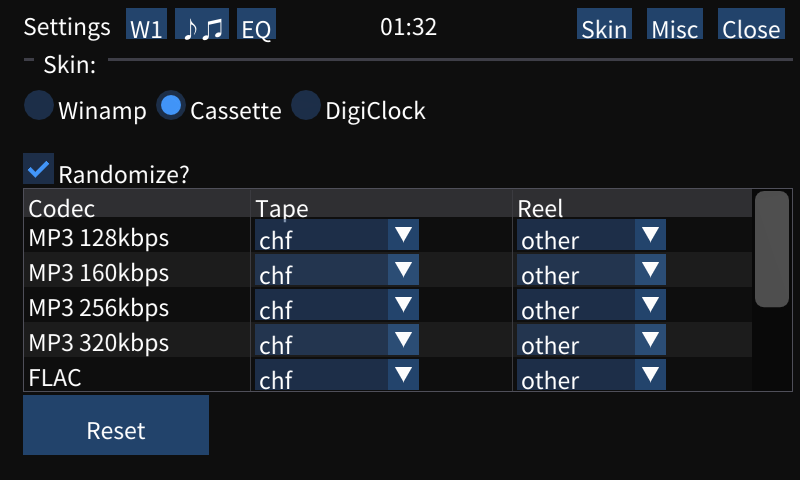 Settings W1 ♪♫ EQ 01:32 Skin Misc Close
Skin:
Winamp Cassette DigiClock
Randomize?
Codec Tape Reel
MP3 128kbps chf other
MP3 160kbps chf other
MP3 256kbps chf other
MP3 320kbps chf other
FLAC chf other
Reset